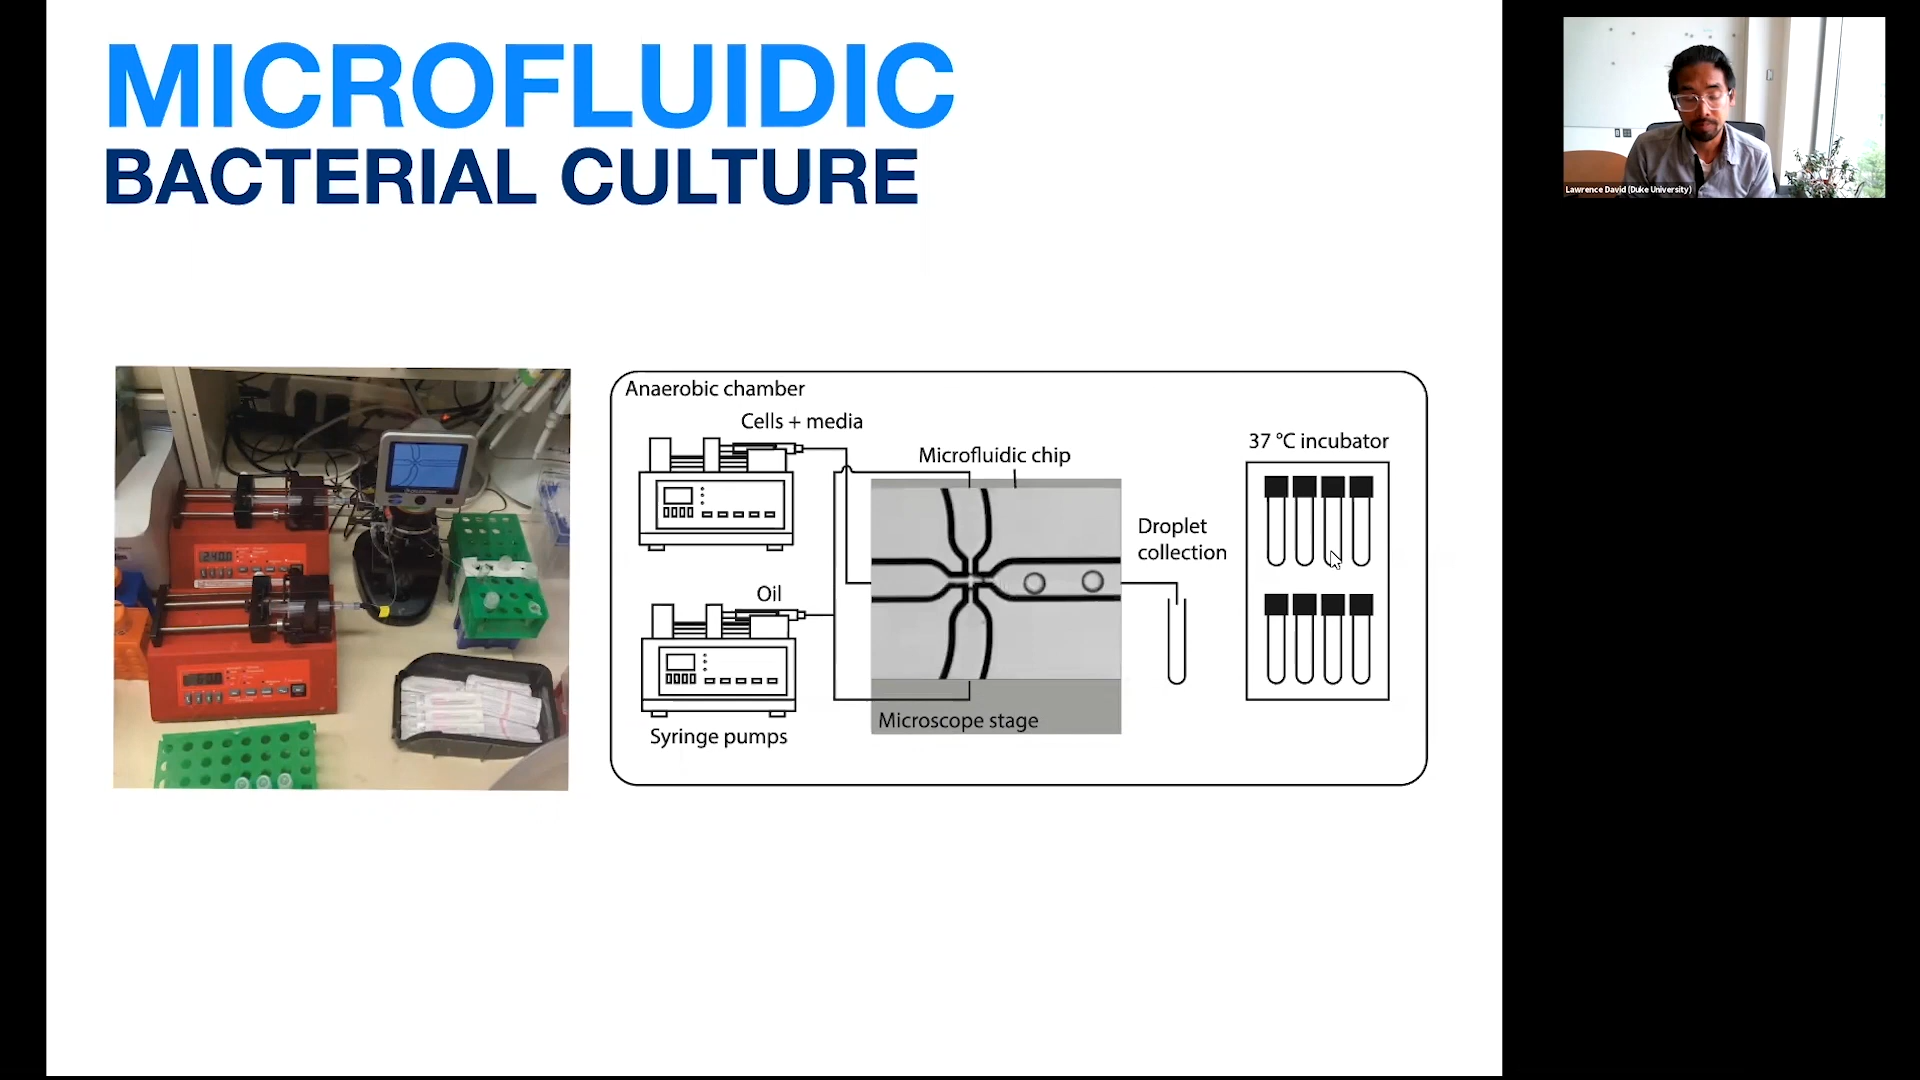 MICROFLUIDIC
BACTERIAL CULTURE
Lawrence David (Duke University)
Anaerobic chamber
Cells + media
Microfluidic chip
37 °C incubator
Droplet
collection
Oil
Microscope stage
Syringe pumps